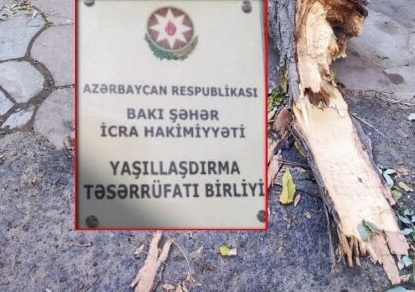 AZƏRBAYCAN RESPUBLİKASI
BAKI ŞƏHƏR
İCRA HAKİMİYYƏTİ
YAŞILLAŞDIRMA
TƏSƏRRÜFATI BİRLİYİ